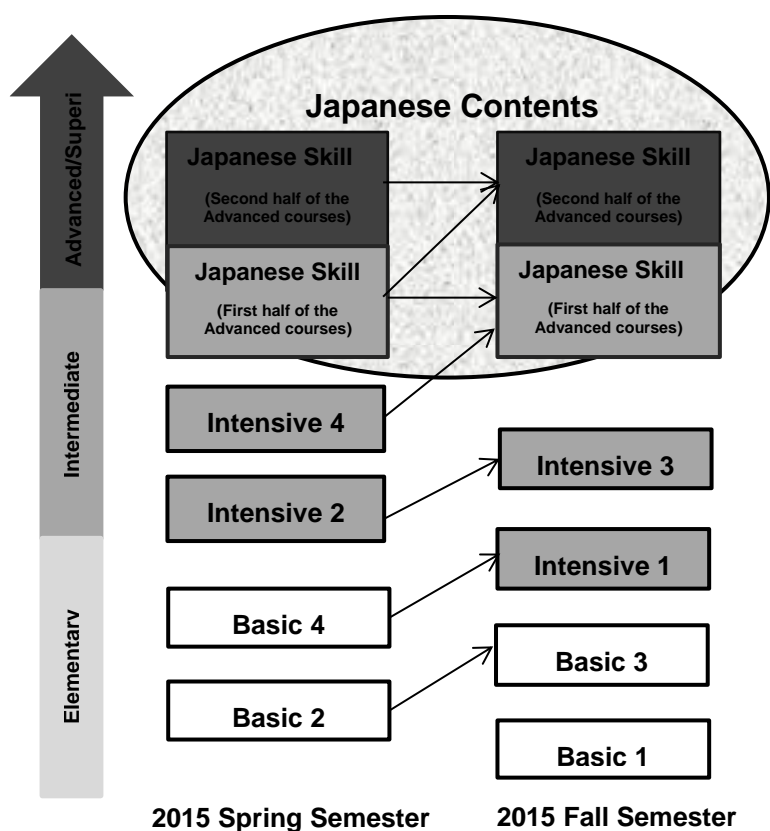 Japanese Contents
Advanced/Superi
Intermediate
Elementary
Japanese Skill
(Second half of the
Advanced courses)
Japanese Skill
(First half of the
Advanced courses)
Intensive 4
Intensive 2
Basic 4
Basic 2
2015 Spring Semester
Japanese Skill
(Second half of the
Advanced courses)
Japanese Skill
(First half of the
Advanced courses)
Intensive 3
Intensive 1
Basic 3
Basic 1
2015 Fall Semester